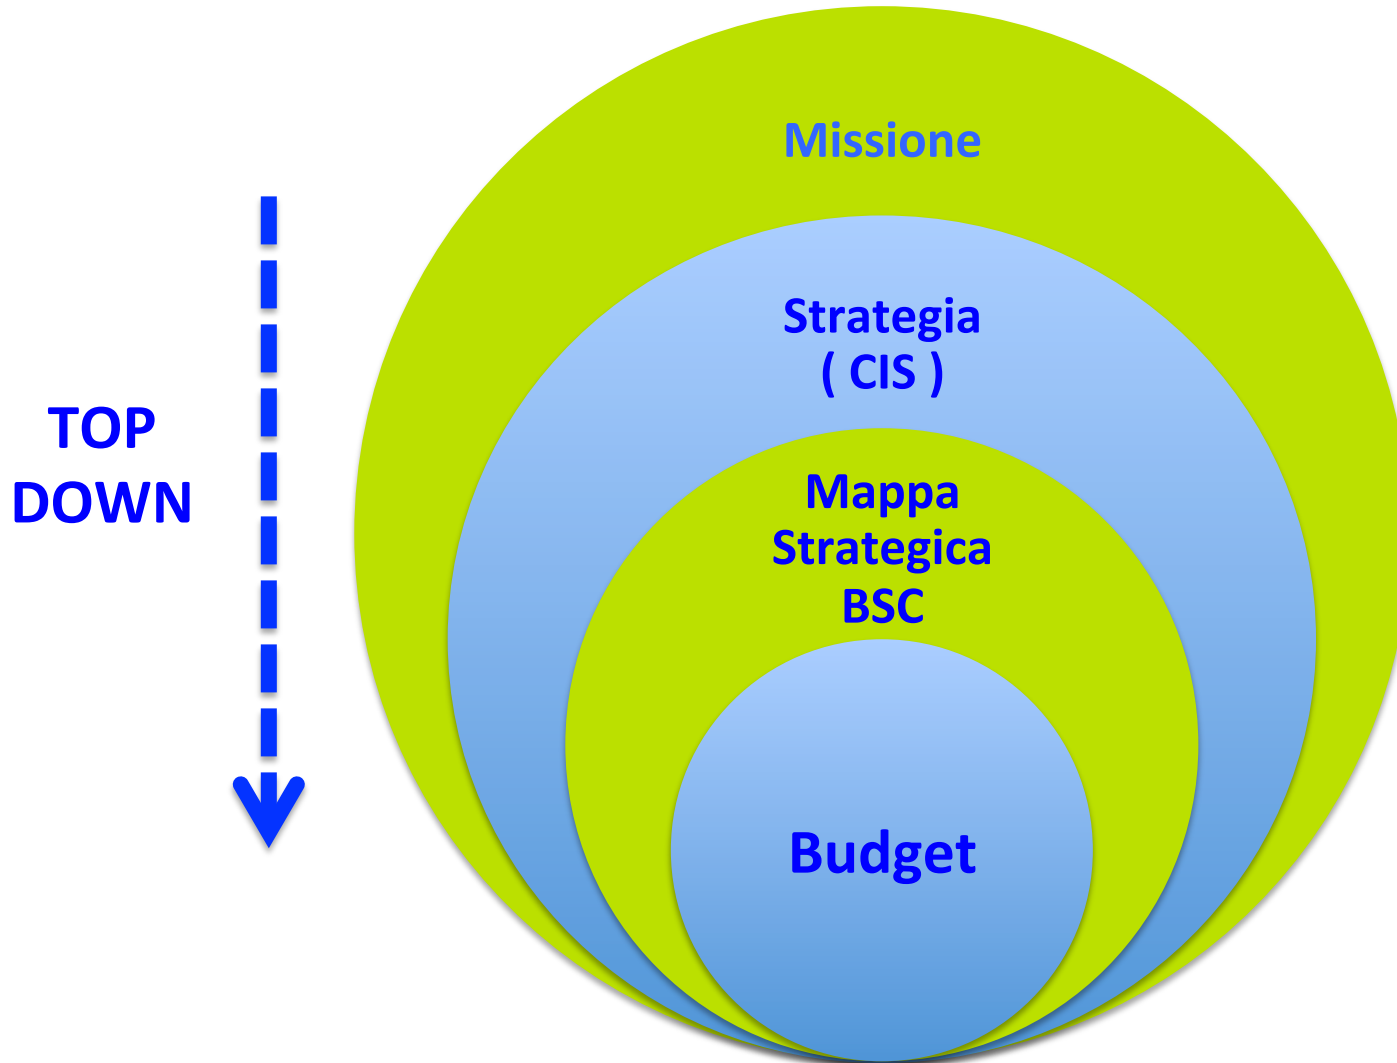 Missione
Strategia
( CIS )
TOP
DOWN
Mappa
Strategica
BSC
Budget